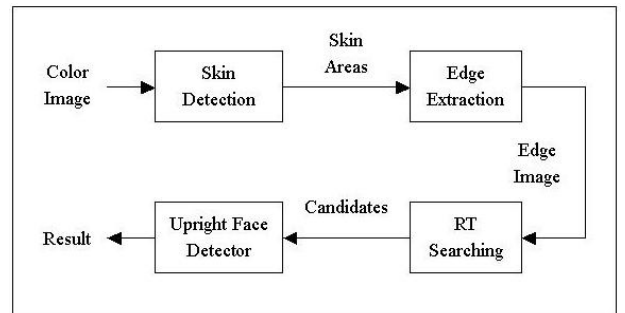 Color
Image
Skin
Detection
Skin
Areas
Edge
Extraction
Edge
Image
RT
Searching
Candidates
Upright Face
Detector
Result